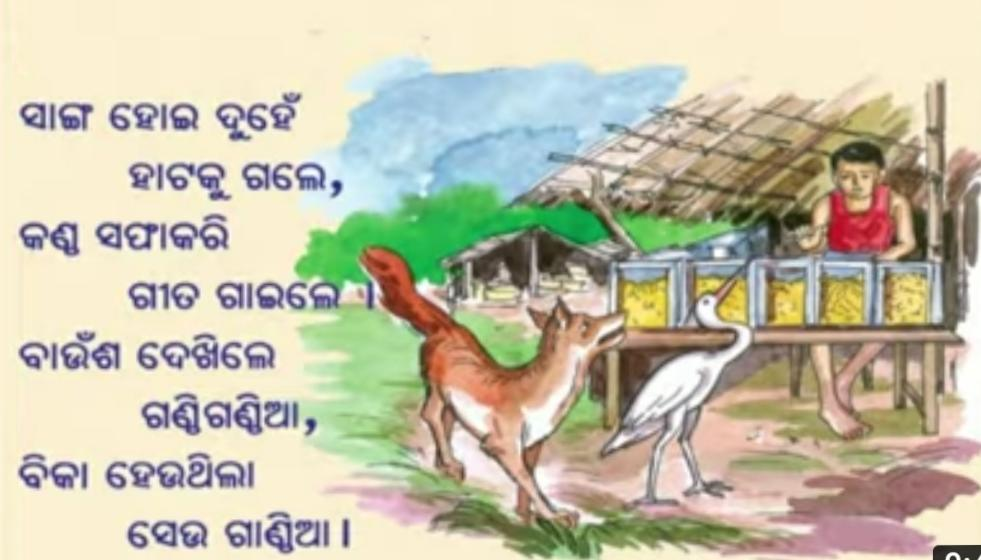 ସାଙ୍ଗ ହୋଇ ଦୁହେଁ
ହାଟକୁ ଗଲେ,
କଣ୍ଠ ସଫାକରି
ଗୀତ ଗାଇଲେ ।
ବାଉଁଶ ଦେଖିଲେ
ଗଣ୍ଡିଗଣ୍ଡିଆ,
ବିକା ହେଉଥିଲା
ସେଉ ଗାଣ୍ଠିଆ ।